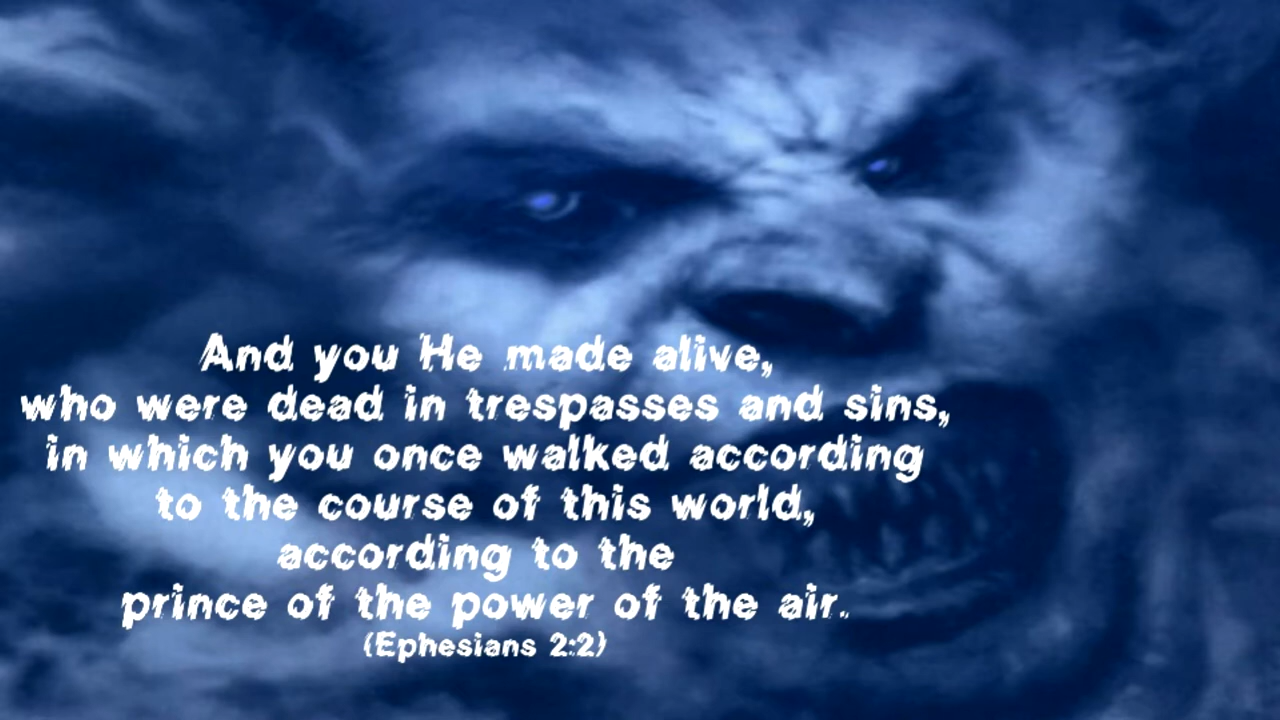 And you He made alive,
who were dead in trespasses and sins,
in which you once walked according
to the course of this world,
according to the
prince of the power of the air.
(Ephesians 2:2)